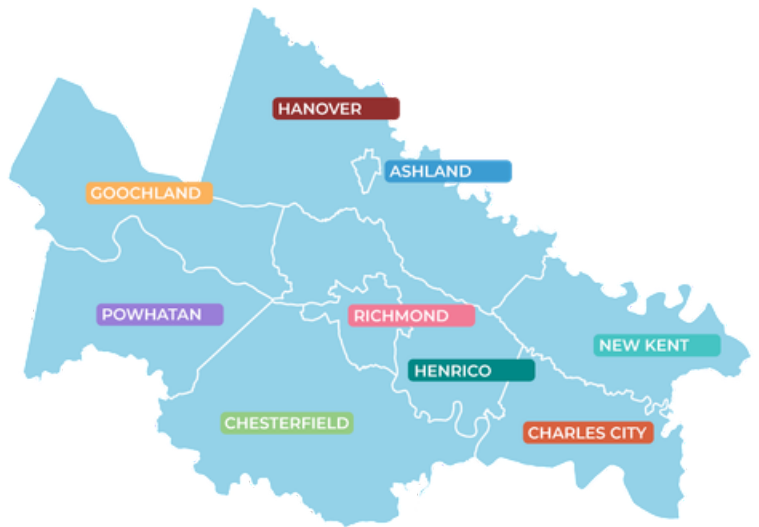 HANOVER
ASHLAND
GOOCHLAND
POWHATAN
RICHMOND
NEW KENT
HENRICO
CHESTERFIELD
CHARLES CITY